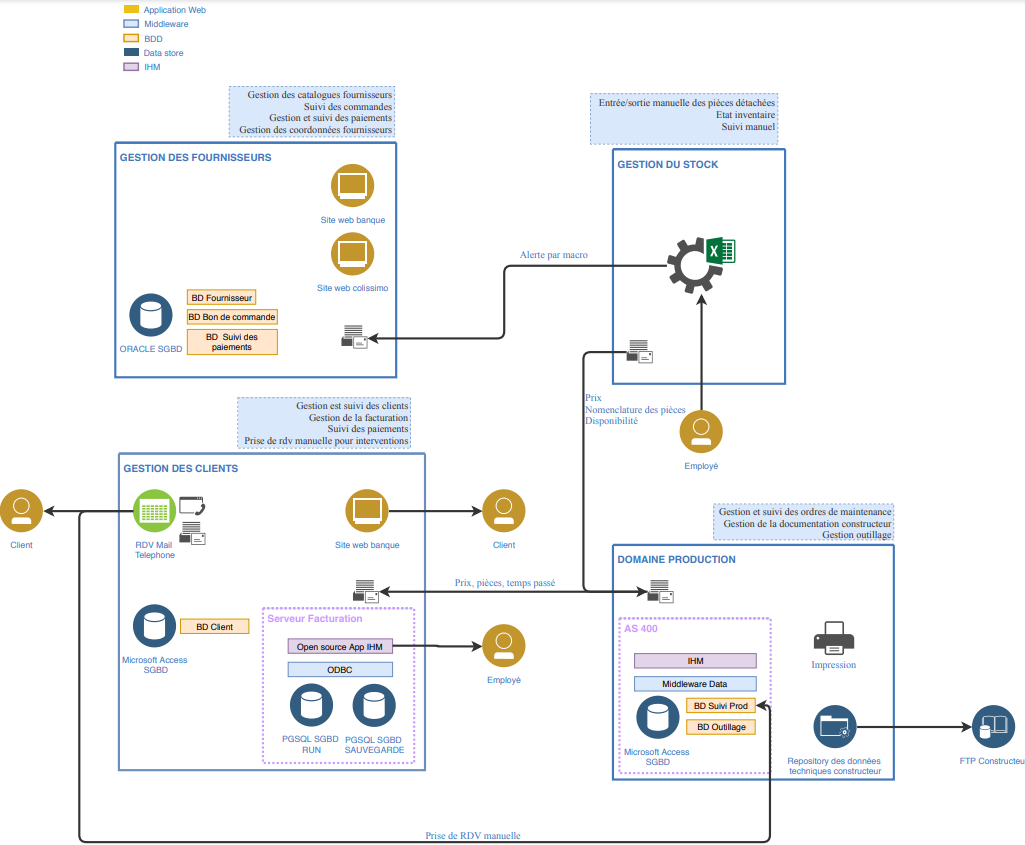 Application Web
Middleware
BDD
Data store
IHM
Gestion des catalogues fournisseurs
Suivi des commandes
Gestion et suivi des paiements
Gestion des coordonnées fournisseurs
GESTION DES FOURNISSEURS
Site web banque
Site web colissimo
BD Fournisseur
BD Bon de commande
BD Suivi des
paiements
ORACLE SGBD
Alerte par macro
Entrée/sortie manuelle des pièces détachées
Etat inventaire
Suivi manuel
GESTION DU STOCK
X
Prix
Nomenclature des pièces
Disponibilité
Employé
Gestion est suivi des clients
Gestion de la facturation
Suivi des paiements
Prise de rdv manuelle pour interventions
GESTION DES CLIENTS
Client
RDV Mail
Telephone
Site web banque
Client
Prix, pièces, temps passé
BD Client
Microsoft Access
SGBD
Serveur Facturation
Open source App IHM
ODBC
PGSQL SGBD
RUN
PGSQL SGBD
SAUVEGARDE
Employé
Gestion et suivi des ordres de maintenance
Gestion de la documentation constructeur
Gestion outillage
DOMAINE PRODUCTION
AS 400
IHM
Middleware Data
BD Suivi Prod
BD Outillage
Microsoft Access
SGBD
Impression
Repository des données
techniques constructeur
FTP Constructeu
Prise de RDV manuelle